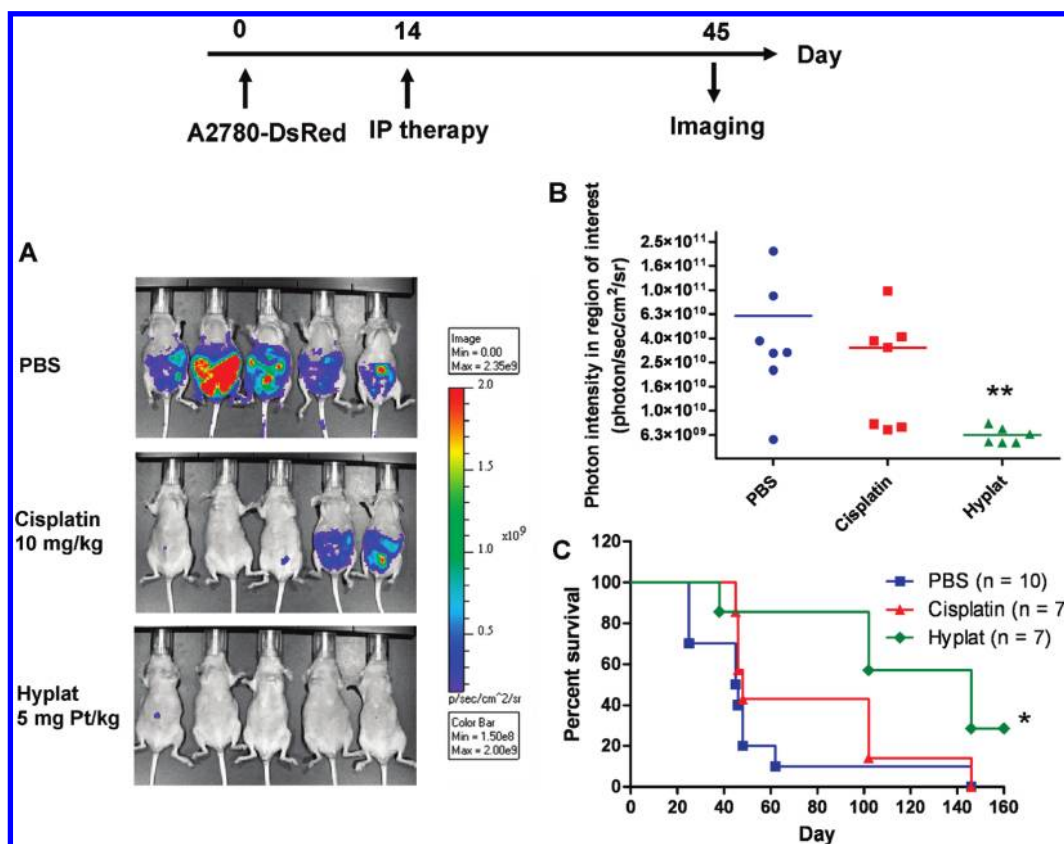 0 14 45
Day
A2780-DsRed IP therapy Imaging
A
PBS
Cisplatin
10 mg/kg
Hyplat
5 mg Pt/kg
Image
Min = 0.00
Max = 2.35e9
2.0
1.5
x10⁹
1.0
0.5
p/sec/cm^2/sr
Color Bar
Min = 1.50e8
Max = 2.00e9
B
Photon intensity in region of interest
(photon/sec/cm²/sr)
2.5×10¹¹
1.6×10¹¹
1.0×10¹¹
6.3×10¹⁰
4.0×10¹⁰
2.5×10¹⁰
1.6×10¹⁰
1.0×10¹⁰
6.3×10⁰⁹
**
PBS Cisplatin Hyplat
C
Percent survival
120
100
80
60
40
20
0
0 20 40 60 80 100 120 140 160
Day
PBS (n = 10)
Cisplatin (n = 7
Hyplat (n = 7)
*